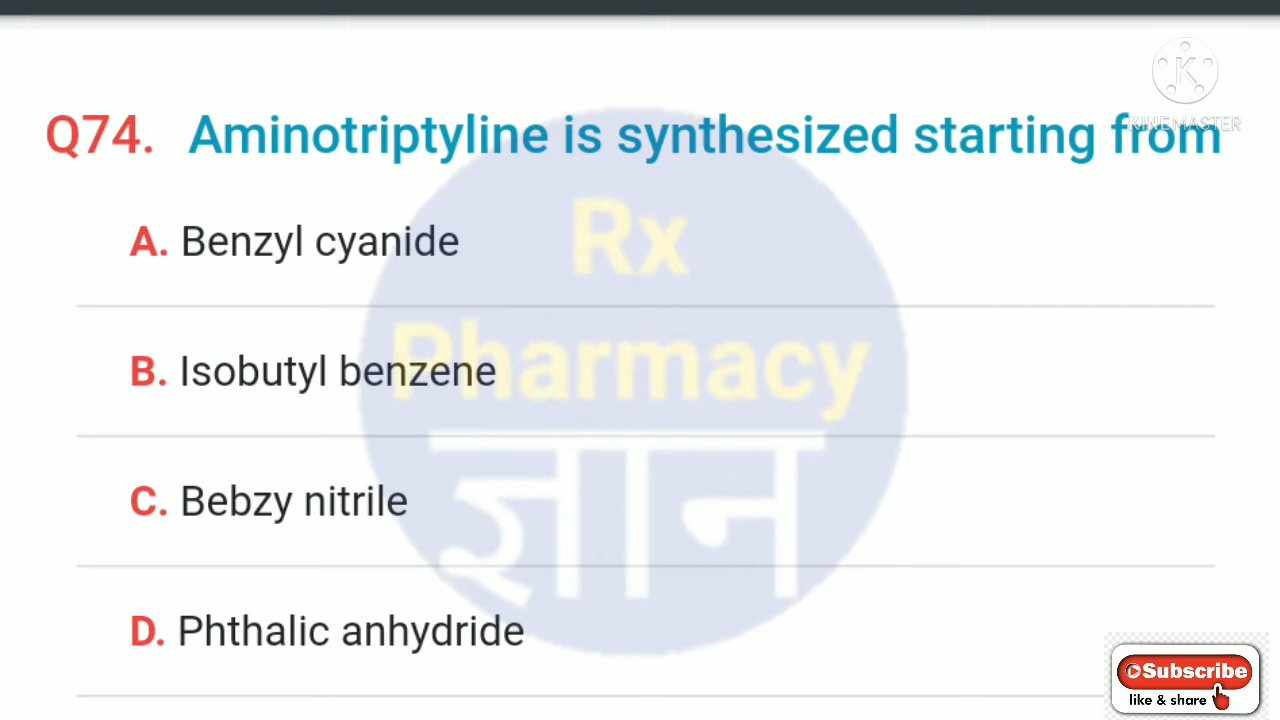 KINEMASTER
Q74. Aminotriptyline is synthesized starting from
A. Benzyl cyanide
B. Isobutyl benzene
C. Bebzy nitrile
D. Phthalic anhydride
Rx
Pharmacy
ज्ञान
Subscribe
like & share